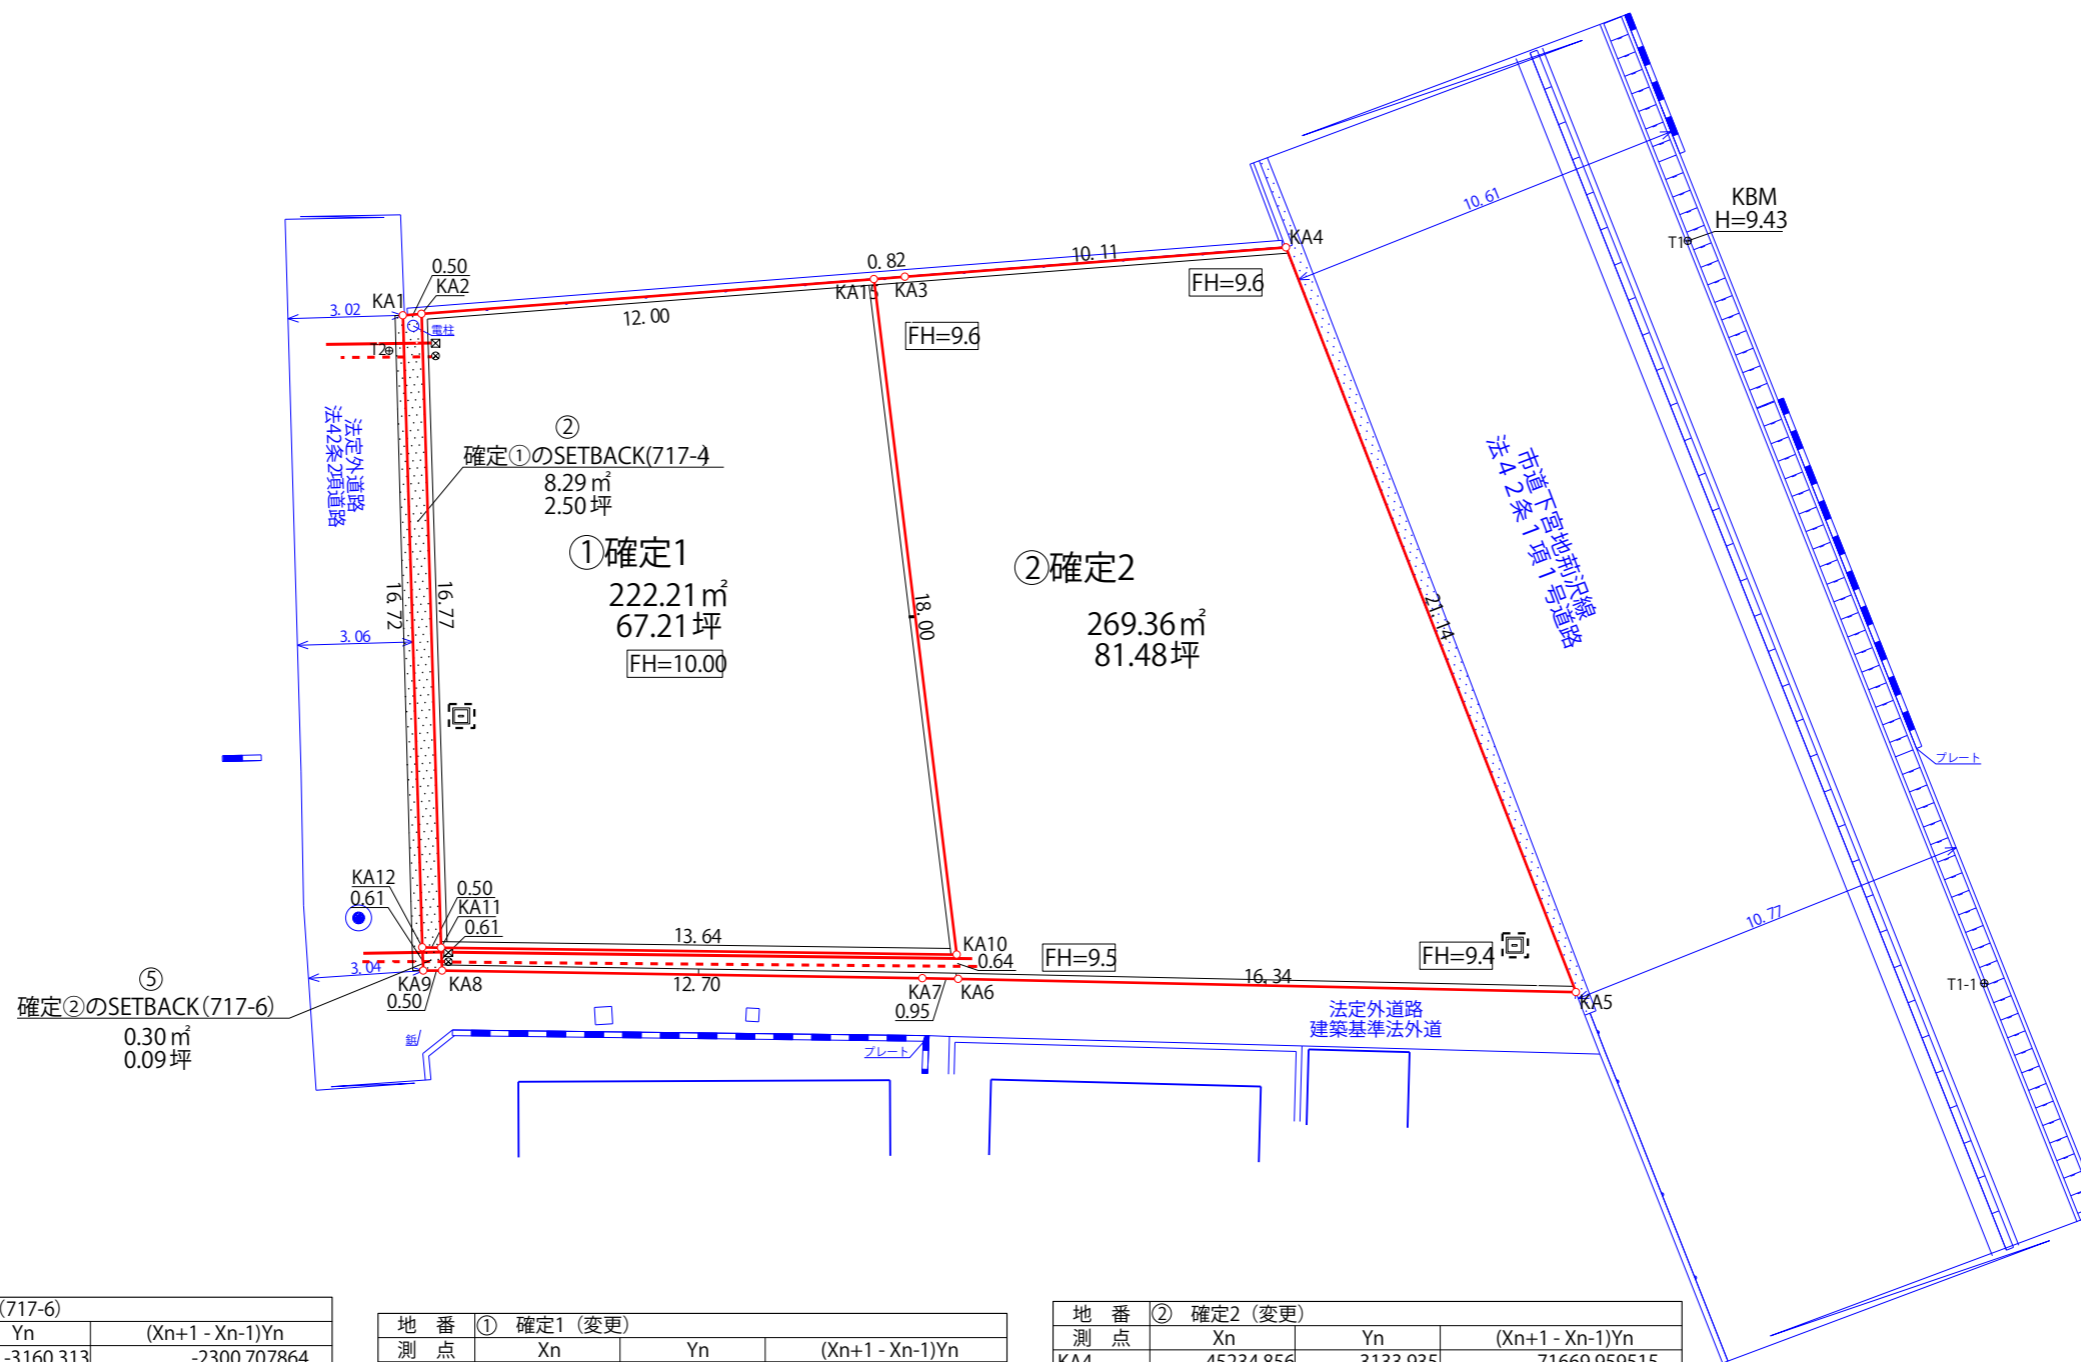 KBM
H=9.43
T1
10.61
KA4
10.11
0.82
FH=9.6
KA15
KA3
0.50
KA2
KA1
3.02
電柱
12.00
FH=9.6
T2
法定外道路
法42条2項道路
②
確定①のSETBACK(717-4)
8.29㎡
2.50坪
①確定1
222.21㎡
67.21坪
FH=10.00
②確定2
269.36㎡
81.48坪
市道下宮地荊沢線
法42条1項1号道路
16.72
16.77
18.00
21.14
3.06
プレート
KA12
0.61
0.50
KA11
0.61
13.64
KA10
0.64
FH=9.5
FH=9.4
10.77
3.04
KA9
0.50
KA8
12.70
KA7
KA6
0.95
16.34
KA5
T1-1
⑤
確定②のSETBACK(717-6)
0.30㎡
0.09坪
法定外道路
建築基準法外道
プレート
(717-6)
Yn (Xn+1 - Xn-1)Yn
-3160.313 -2300.707864
地 番 ① 確定1（変更）
測 点 Xn Yn (Xn+1 - Xn-1)Yn
地 番 ② 確定2（変更）
測 点 Xn Yn (Xn+1 - Xn-1)Yn
KA4 -45234.856 -3133.935 71669.959515